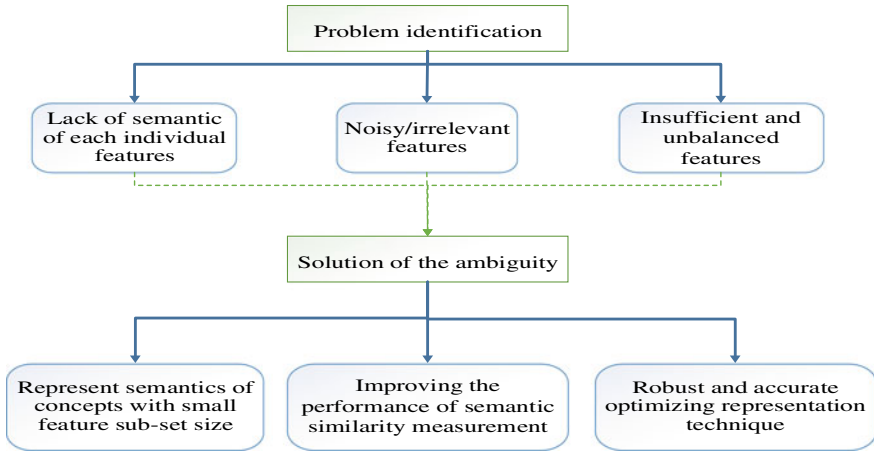 Problem identification
Lack of semantic
of each individual
features
Noisy/irrelevant
features
Insufficient and
unbalanced
features
Solution of the ambiguity
Represent semantics of
concepts with small
feature sub-set size
Improving the
performance of semantic
similarity measurement
Robust and accurate
optimizing representation
technique